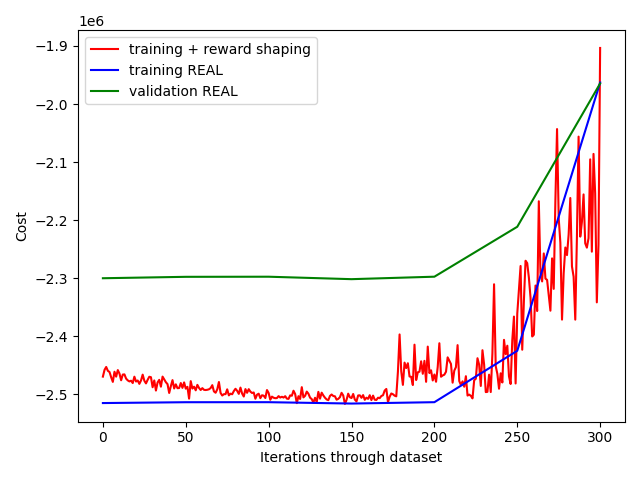 1e6
training + reward shaping
training REAL
validation REAL
−1.9
−2.0
−2.1
−2.2
−2.3
−2.4
−2.5
Cost
0
50
100
150
200
250
300
Iterations through dataset